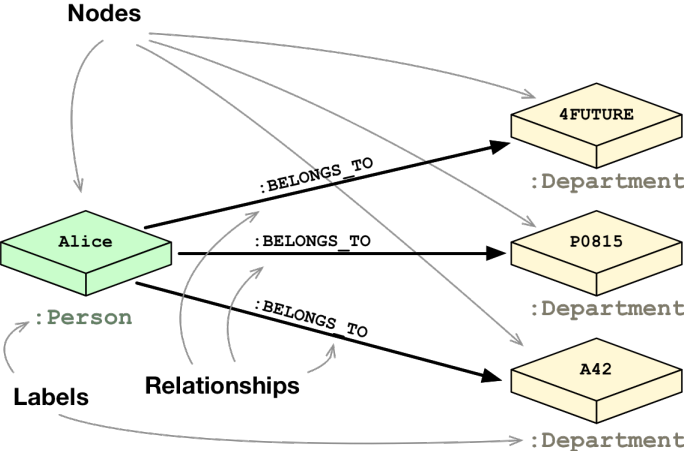 Nodes
4FUTURE
:BELONGS_TO
:Department
Alice
:BELONGS_TO
P0815
:Person
:BELONGS_TO
:Department
Labels
Relationships
A42
:Department